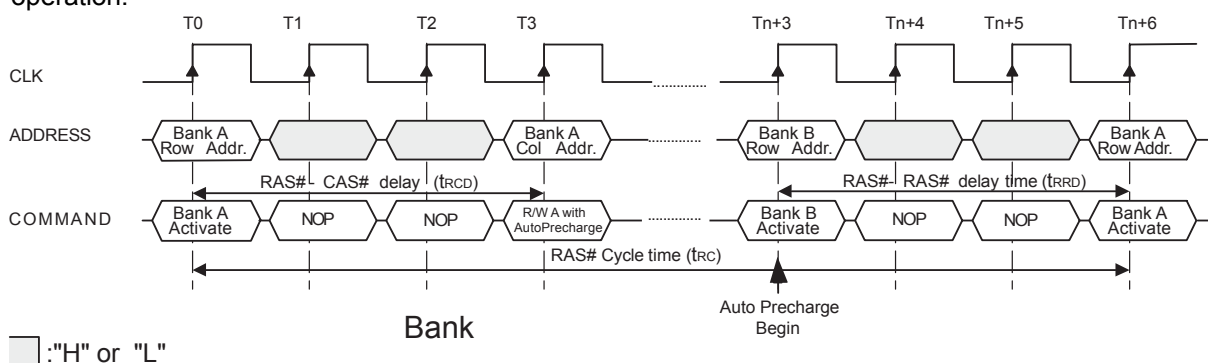 operation.
T0 T1 T2 T3 Tn+3 Tn+4 Tn+5 Tn+6
CLK
ADDRESS
Bank A
Row Addr.
Bank A
Col Addr.
Bank B
Row Addr.
Bank A
Row Addr.
RAS# - CAS# delay (tRCD)
RAS# - RAS# delay time (tRRD)
COMMAND
Bank A
Activate
NOP
NOP
R/W A with
AutoPrecharge
Bank B
Activate
NOP
NOP
Bank A
Activate
RAS# Cycle time (tRC)
Auto Precharge
Begin
Bank
:"H" or "L"